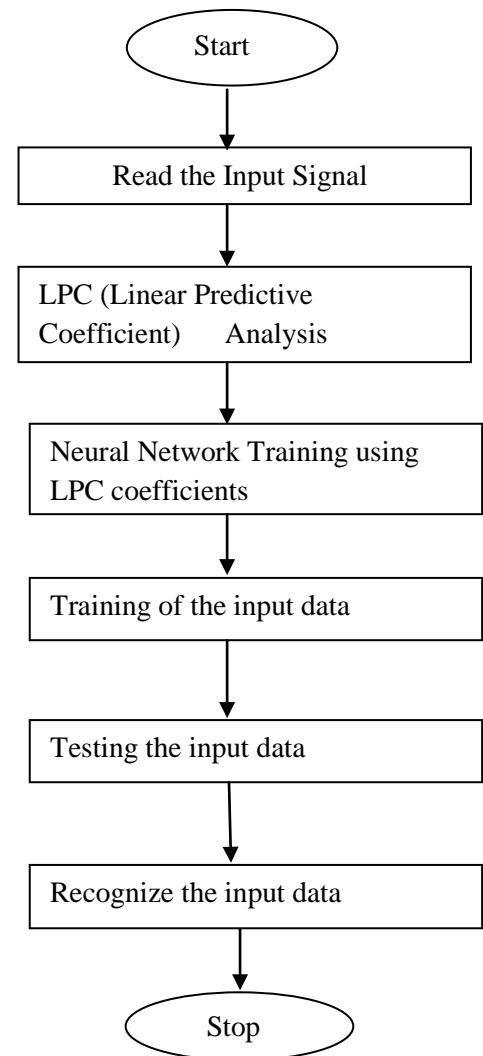 Start
Read the Input Signal
LPC (Linear Predictive
Coefficient) Analysis
Neural Network Training using
LPC coefficients
Training of the input data
Testing the input data
Recognize the input data
Stop